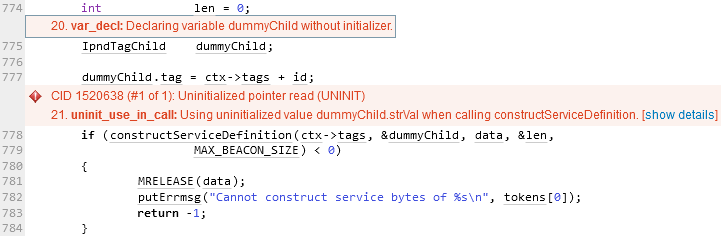 774 int len = 0;
20. var_decl: Declaring variable dummyChild without initializer.
775 IpndTagChild dummyChild;
776
777 dummyChild.tag = ctx->tags + id;
CID 1520638 (#1 of 1): Uninitialized pointer read (UNINIT)
21. uninit_use_in_call: Using uninitialized value dummyChild.strVal when calling constructServiceDefinition. [show details]
778 if (constructServiceDefinition(ctx->tags, &dummyChild, data, &len,
779 MAX_BEACON_SIZE) < 0)
780 {
781 MRELEASE(data);
782 putErrmsg("Cannot construct service bytes of %s\n", tokens[0]);
783 return -1;
784 }